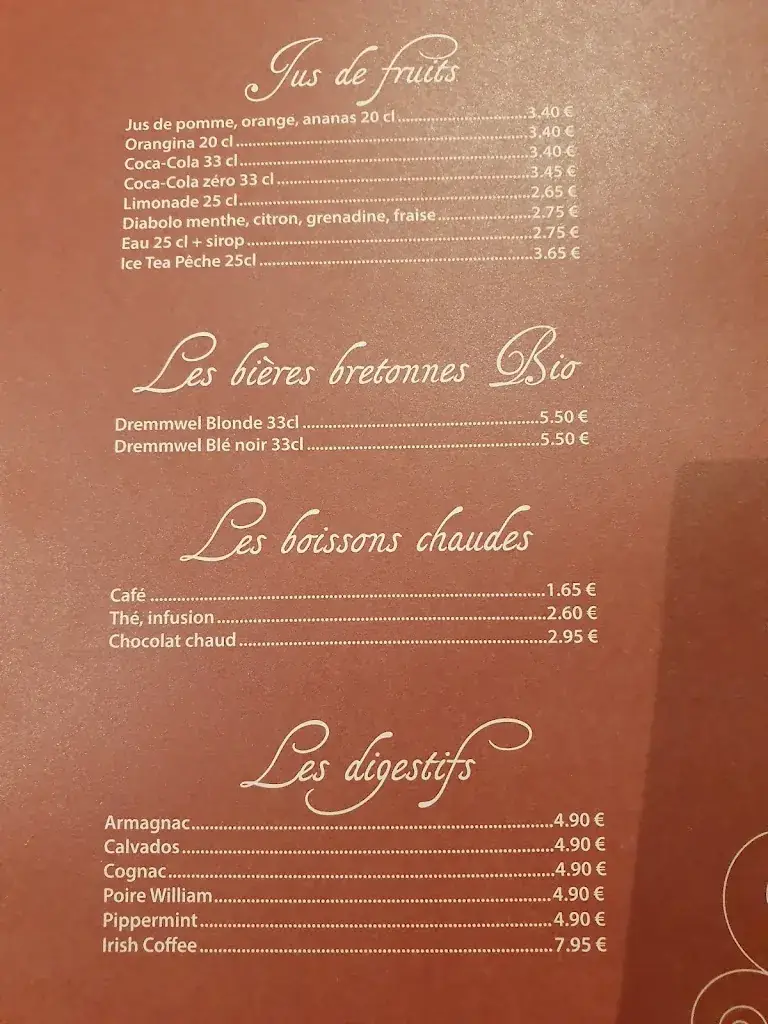 Jus de fruits
Jus de pomme, orange, ananas 20 cl.....3.40 €
Orangina 20 cl.....3.40 €
Coca-Cola 33 cl.....3.40 €
Coca-Cola zéro 33 cl.....3.45 €
Limonade 25 cl.....2.65 €
Diabolo menthe, citron, grenadine, fraise.....2.75 €
Eau 25 cl + sirop.....2.75 €
Ice Tea Pêche 25cl.....3.65 €
Les bières bretonnes Bio
Dremmwel Blonde 33cl.....5.50 €
Dremmwel Blé noir 33cl.....5.50 €
Les boissons chaudes
Café.....1.65 €
Thé, infusion.....2.60 €
Chocolat chaud.....2.95 €
Les digestifs
Armagnac.....4.90 €
Calvados.....4.90 €
Cognac.....4.90 €
Poire William.....4.90 €
Pippermint.....4.90 €
Irish Coffee.....7.95 €